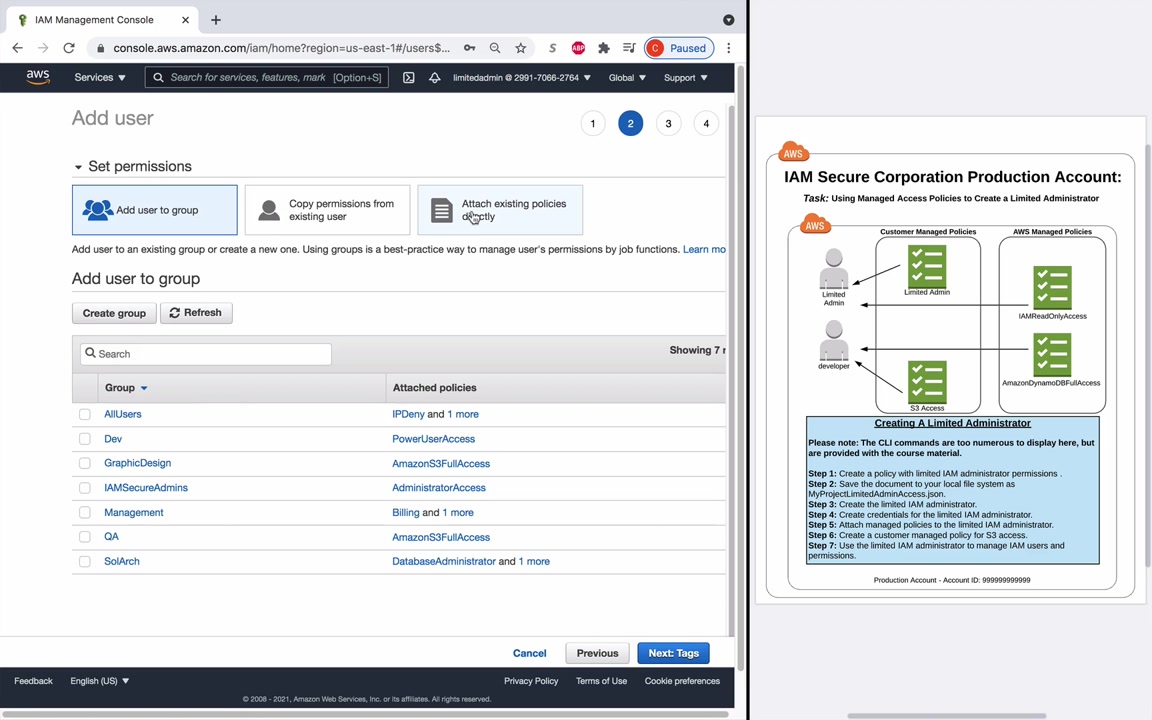 IAM Management Console
console.aws.amazon.com/iam/home?region=us-east-1#/users$...
S
ABP
C Paused
aws Services Search for services, features, mark [Option+S] limitedadmin @ 2991-7066-2764 Global Support
Add user
1 2 3 4
Set permissions
Add user to group
Copy permissions from
existing user
Attach existing policies
directly
Add user to an existing group or create a new one. Using groups is a best-practice way to manage user's permissions by job functions. Learn mo
Add user to group
Create group Refresh
Search
Showing 7 r
Group Attached policies
AllUsers IPDeny and 1 more
Dev PowerUserAccess
GraphicDesign AmazonS3FullAccess
IAMSecureAdmins AdministratorAccess
Management Billing and 1 more
QA AmazonS3FullAccess
SolArch DatabaseAdministrator and 1 more
Cancel Previous Next: Tags
Feedback English (US) Privacy Policy Terms of Use Cookie preferences
© 2008 - 2021, Amazon Web Services, Inc. or its affiliates. All rights reserved.
AWS
IAM Secure Corporation Production Account:
Task: Using Managed Access Policies to Create a Limited Administrator
AWS
Customer Managed Policies
AWS Managed Policies
Limited
Admin
Limited Admin
IAMReadOnlyAccess
developer
AmazonDynamoDBFullAccess
S3 Access
Creating A Limited Administrator
Please note: The CLI commands are too numerous to display here, but
are provided with the course material.
Step 1: Create a policy with limited IAM administrator permissions .
Step 2: Save the document to your local file system as
MyProjectLimitedAdminAccess.json.
Step 3: Create the limited IAM administrator.
Step 4: Create credentials for the limited IAM administrator.
Step 5: Attach managed policies to the limited IAM administrator.
Step 6: Create a customer managed policy for S3 access.
Step 7: Use the limited IAM administrator to manage IAM users and
permissions.
Production Account - Account ID: 999999999999